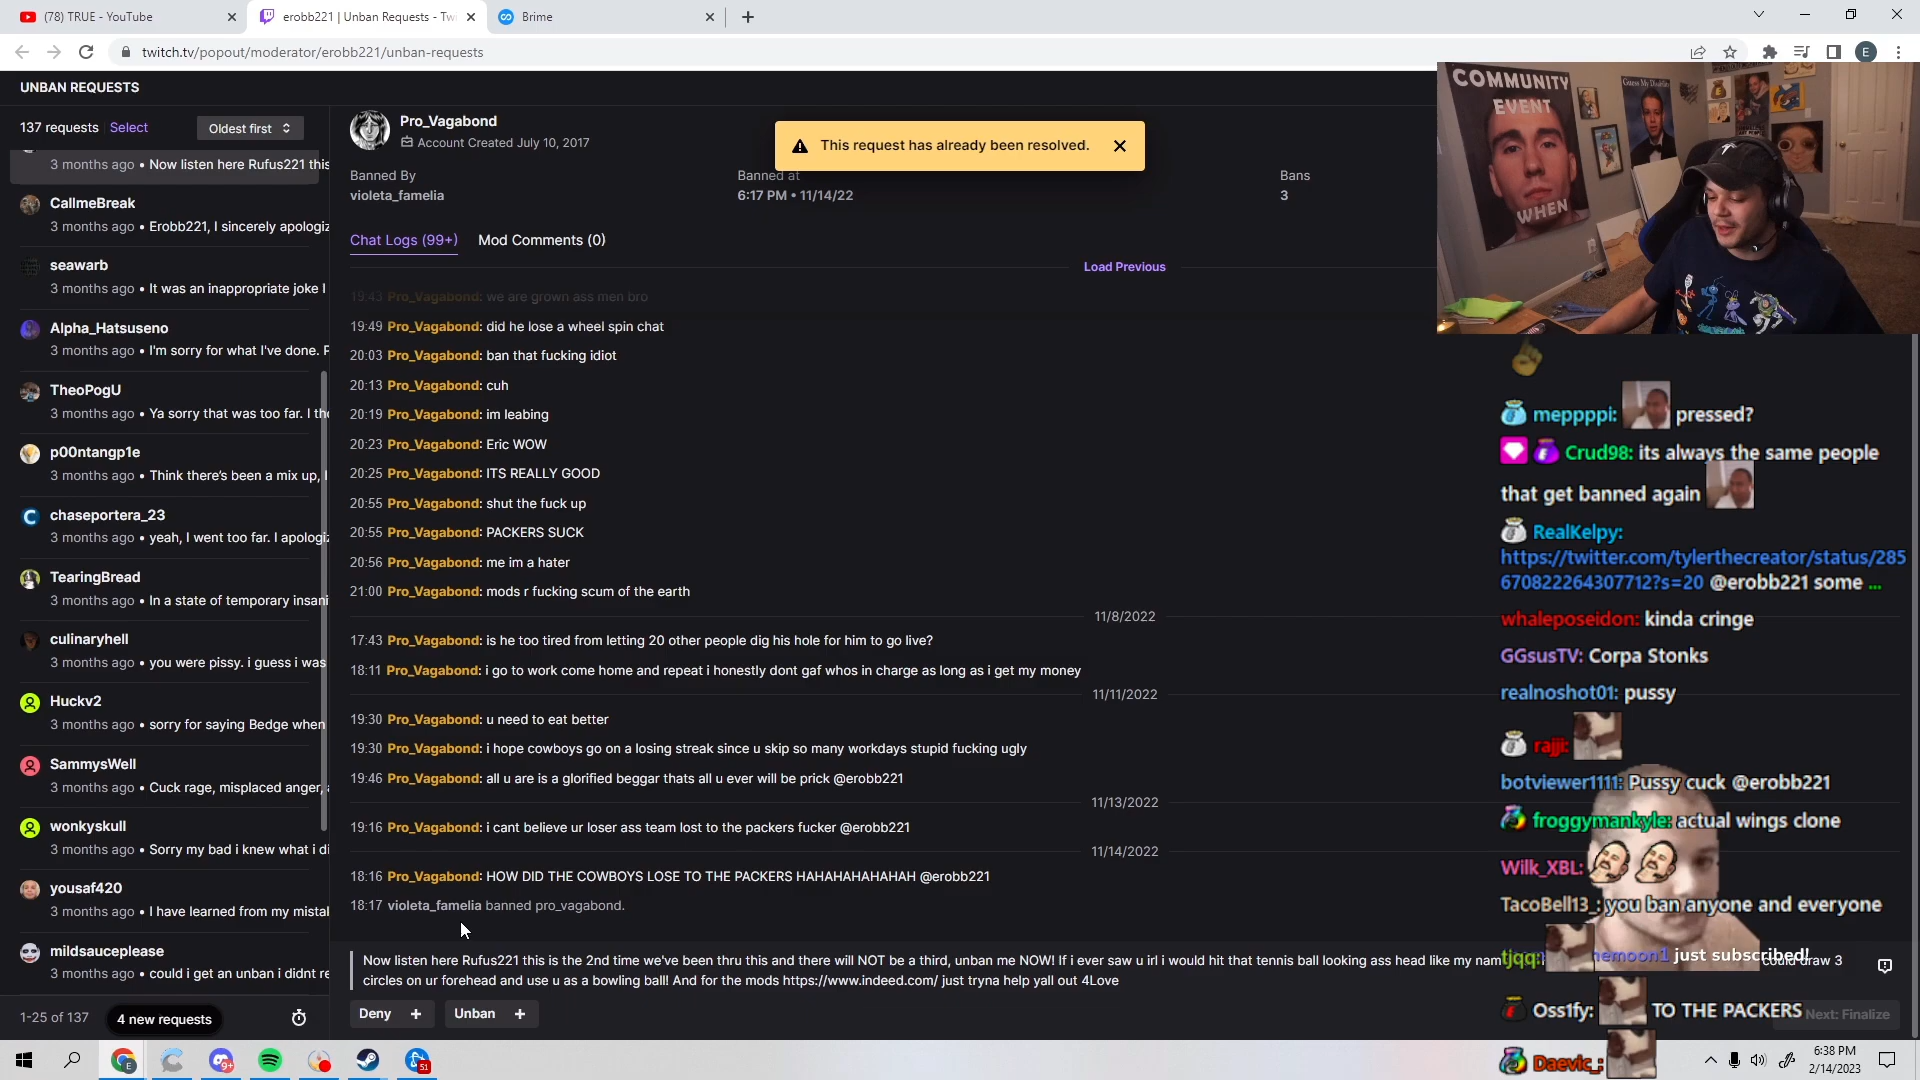 (78) TRUE - YouTube
erobb221 | Unban Requests - Twi
Brime
twitch.tv/popout/moderator/erobb221/unban-requests
E
UNBAN REQUESTS
137 requests Select
Oldest first
3 months ago • Now listen here Rufus221 this
CallmeBreak
3 months ago • Erobb221, I sincerely apologiz
seawarb
3 months ago • It was an inappropriate joke I
Alpha_Hatsuseno
3 months ago • I'm sorry for what I've done. P
TheoPogU
3 months ago • Ya sorry that was too far. I tho
p00ntangp1e
3 months ago • Think there's been a mix up, I
chaseportera_23
3 months ago • yeah, I went too far. I apologiz
TearingBread
3 months ago • In a state of temporary insani
culinaryhell
3 months ago • you were pissy. i guess i was
Huckv2
3 months ago • sorry for saying Bedge when
SammysWell
3 months ago • Cuck rage, misplaced anger, a
wonkyskull
3 months ago • Sorry my bad i knew what i di
yousaf420
3 months ago • I have learned from my mistak
mildsauceplease
3 months ago • could i get an unban i didnt re
1-25 of 137
4 new requests
Pro_Vagabond
Account Created July 10, 2017
This request has already been resolved.
Banned By
violeta_famelia
Banned at
6:17 PM • 11/14/22
Bans
3
Chat Logs (99+)
Mod Comments (0)
Load Previous
19:43 Pro_Vagabond: we are grown ass men bro
19:49 Pro_Vagabond: did he lose a wheel spin chat
20:03 Pro_Vagabond: ban that fucking idiot
20:13 Pro_Vagabond: cuh
20:19 Pro_Vagabond: im leabing
20:23 Pro_Vagabond: Eric WOW
20:25 Pro_Vagabond: ITS REALLY GOOD
20:55 Pro_Vagabond: shut the fuck up
20:55 Pro_Vagabond: PACKERS SUCK
20:56 Pro_Vagabond: me im a hater
21:00 Pro_Vagabond: mods r fucking scum of the earth
11/8/2022
17:43 Pro_Vagabond: is he too tired from letting 20 other people dig his hole for him to go live?
18:11 Pro_Vagabond: i go to work come home and repeat i honestly dont gaf whos in charge as long as i get my money
11/11/2022
19:30 Pro_Vagabond: u need to eat better
19:30 Pro_Vagabond: i hope cowboys go on a losing streak since u skip so many workdays stupid fucking ugly
19:46 Pro_Vagabond: all u are is a glorified beggar thats all u ever will be prick @erobb221
11/13/2022
19:16 Pro_Vagabond: i cant believe ur loser ass team lost to the packers fucker @erobb221
11/14/2022
18:16 Pro_Vagabond: HOW DID THE COWBOYS LOSE TO THE PACKERS HAHAHAHAHAHAH @erobb221
18:17 violeta_famelia banned pro_vagabond.
Now listen here Rufus221 this is the 2nd time we've been thru this and there will NOT be a third, unban me NOW! If i ever saw u irl i would hit that tennis ball looking ass head like my nam could draw 3
circles on ur forehead and use u as a bowling ball! And for the mods https://www.indeed.com/ just tryna help yall out 4Love
Deny +
Unban +
Next: Finalize
COMMUNITY
EVENT
WHEN
meppppi: pressed?
Crud98: its always the same people
that get banned again
RealKelpy:
https://twitter.com/tylerthecreator/status/285
670822264307712?s=20 @erobb221 some ...
whaleposeidon: kinda cringe
GGsusTV: Corpa Stonks
realnoshot01: pussy
rajji:
botviewer1111: Pussy cuck @erobb221
froggymankyle: actual wings clone
Wilk_XBL:
TacoBell13_: you ban anyone and everyone
tjqq
hemoon1 just subscribed!
Oss1fy: TO THE PACKERS
Daevic_:
9+
51
6:38 PM
2/14/2023